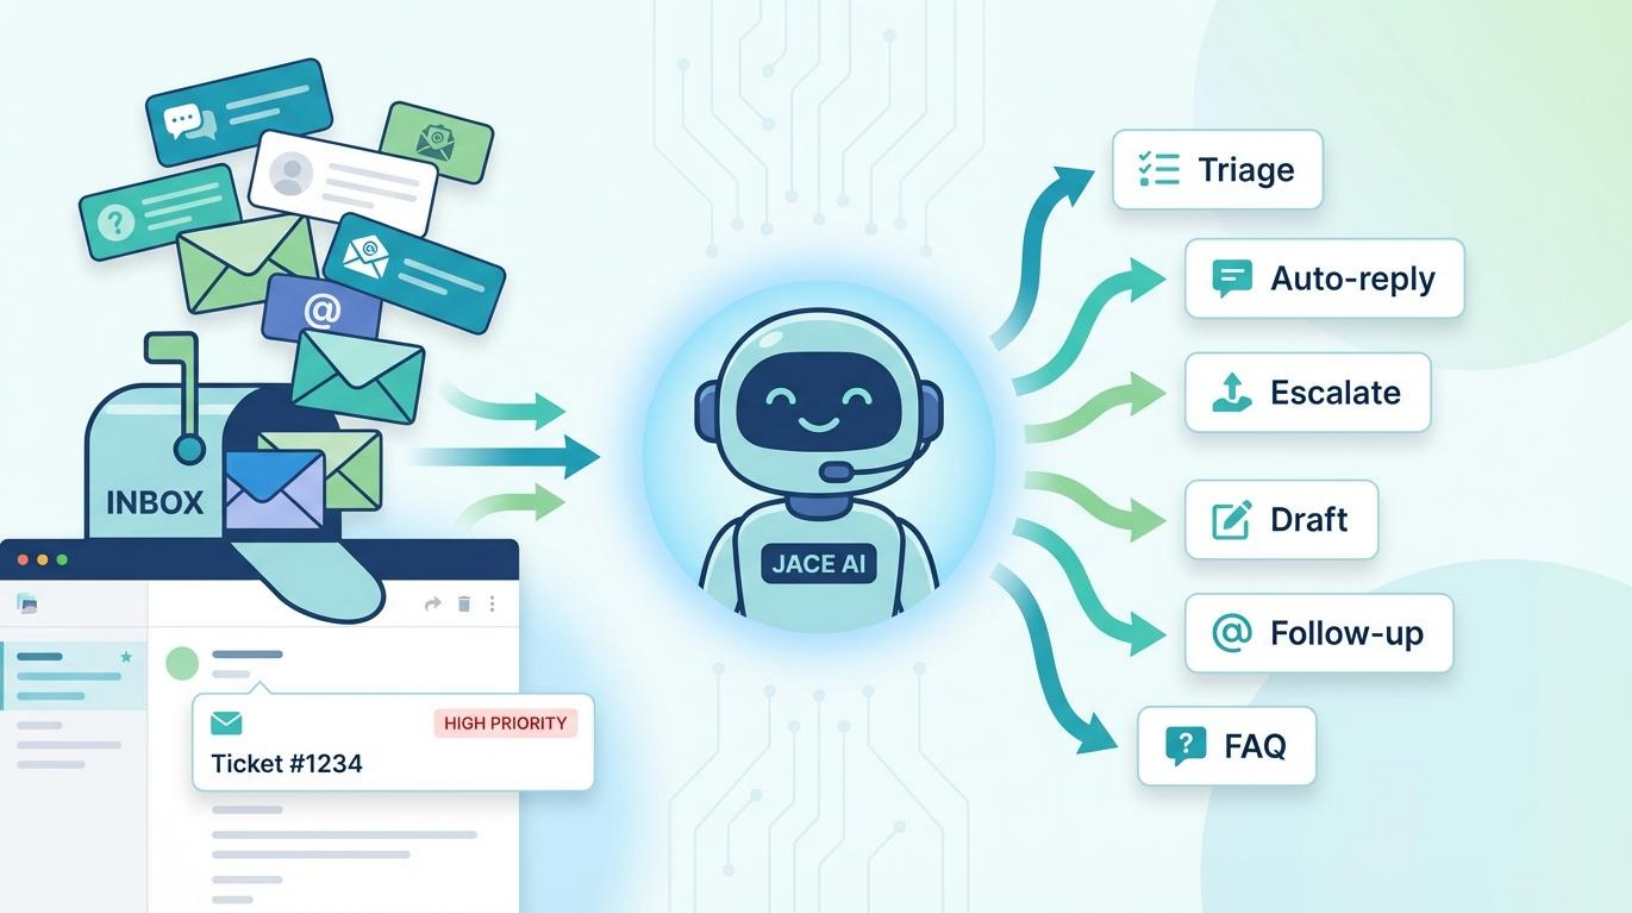 @
INBOX
HIGH PRIORITY
Ticket #1234
JACE AI
Triage
Auto-reply
Escalate
Draft
Follow-up
FAQ